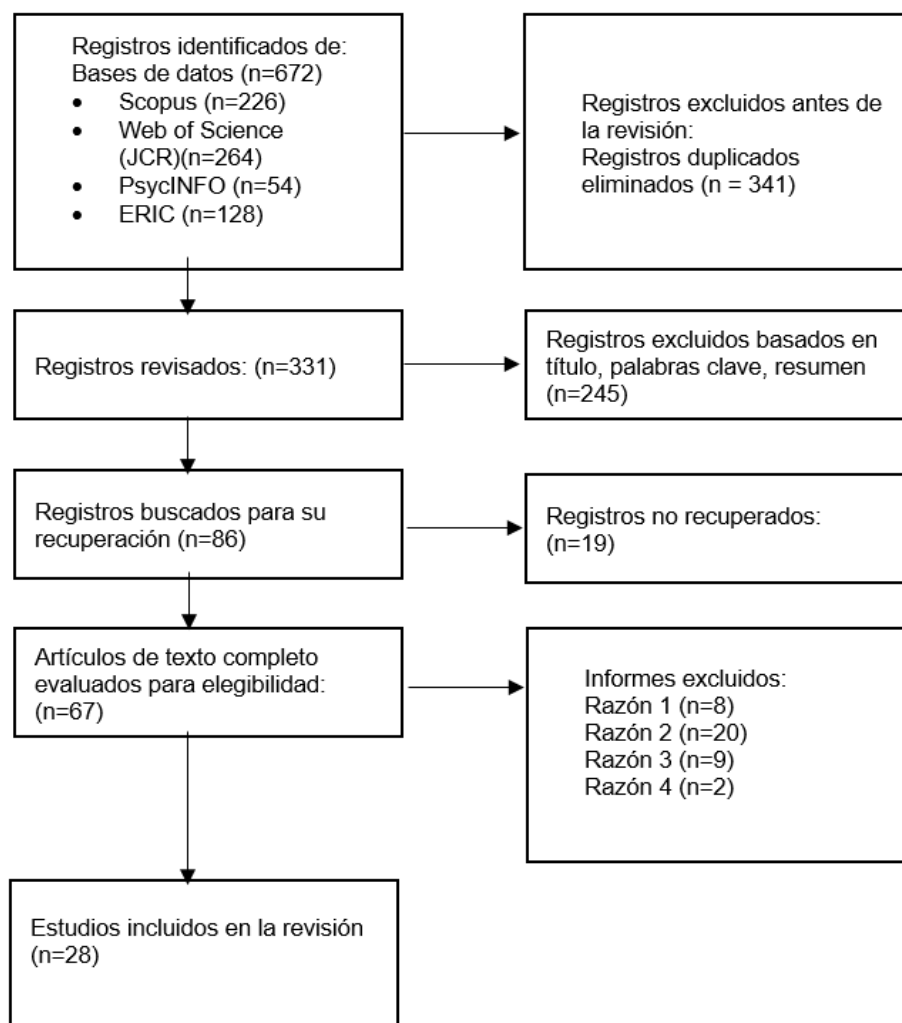 Registros identificados de:
Bases de datos (n=672)
• Scopus (n=226)
• Web of Science
(JCR)(n=264)
• PsycINFO (n=54)
• ERIC (n=128)
Registros excluidos antes de
la revisión:
Registros duplicados
eliminados (n = 341)
Registros revisados: (n=331)
Registros excluidos basados en
título, palabras clave, resumen
(n=245)
Registros buscados para su
recuperación (n=86)
Registros no recuperados:
(n=19)
Artículos de texto completo
evaluados para elegibilidad:
(n=67)
Informes excluidos:
Razón 1 (n=8)
Razón 2 (n=20)
Razón 3 (n=9)
Razón 4 (n=2)
Estudios incluidos en la revisión
(n=28)